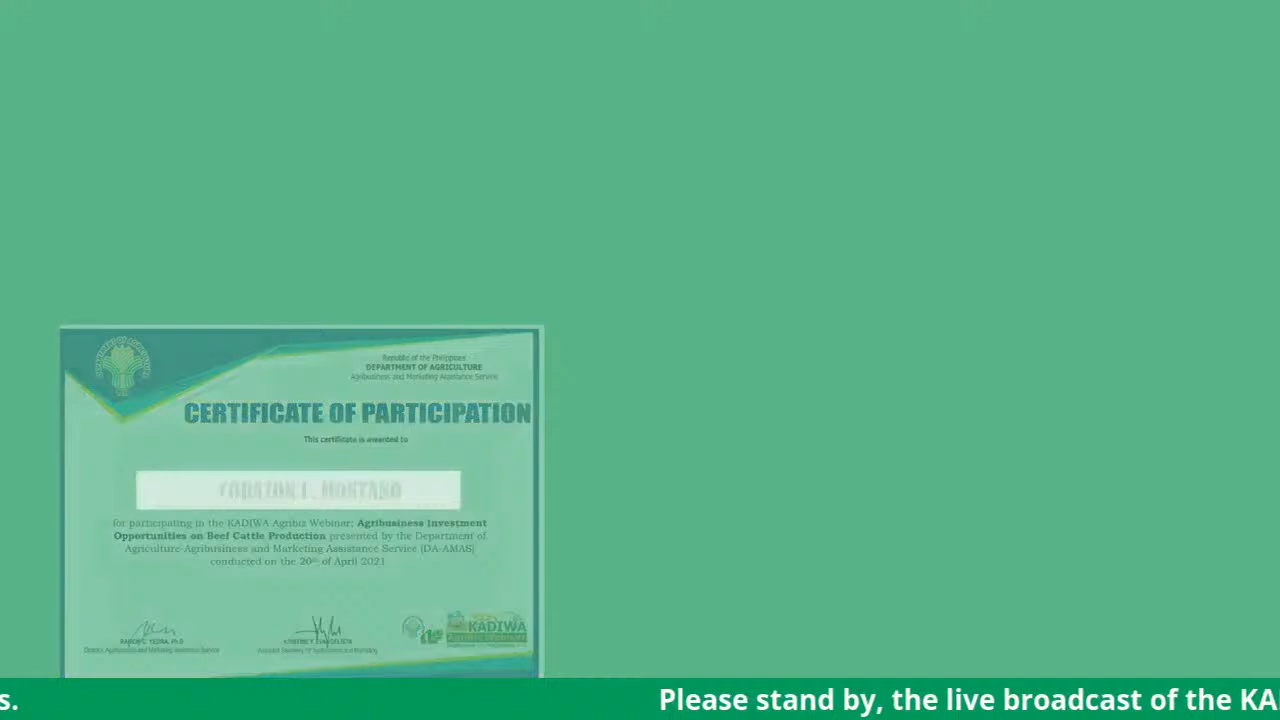 Republic of the Philippines
DEPARTMENT OF AGRICULTURE
Agribusiness and Marketing Assistance Service
CERTIFICATE OF PARTICIPATION
This certificate is awarded to
for participating in the KADIWA Agribiz Webinar: Agribusiness Investment
Opportunities on Beef Cattle Production presented by the Department of
Agriculture-Agribusiness and Marketing Assistance Service (DA-AMAS)
conducted on the 20th of April 2021
KADIWA
s. Please stand by, the live broadcast of the KA